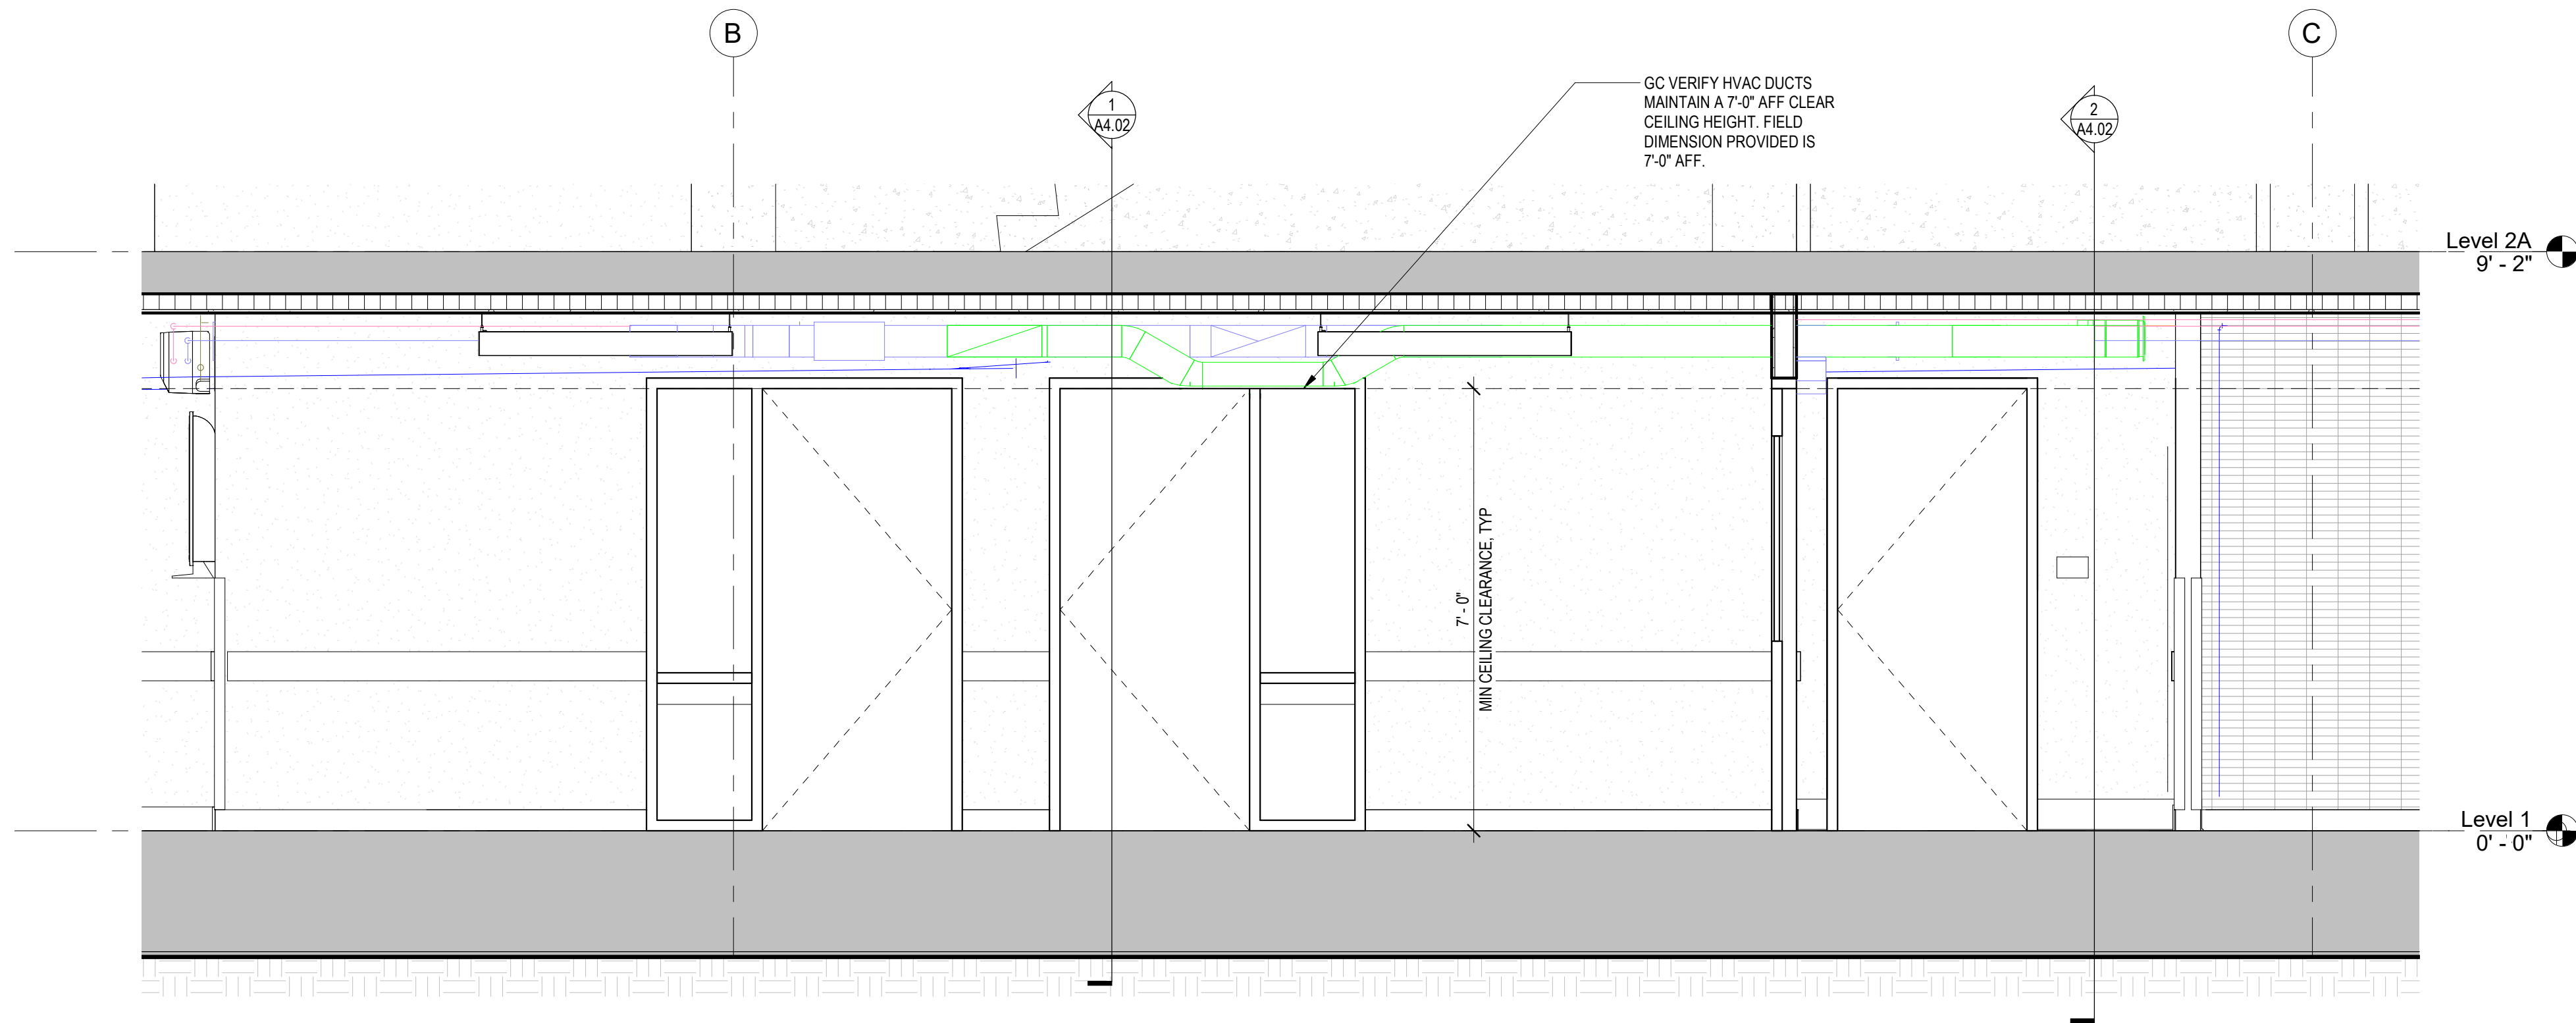 B
C
1
A4.02
2
A4.02
GC VERIFY HVAC DUCTS
MAINTAIN A 7'-0" AFF CLEAR
CEILING HEIGHT. FIELD
DIMENSION PROVIDED IS
7'-0" AFF.
Level 2A
9' - 2"
7' - 0"
MIN CEILING CLEARANCE, TYP
Level 1
0' - 0"